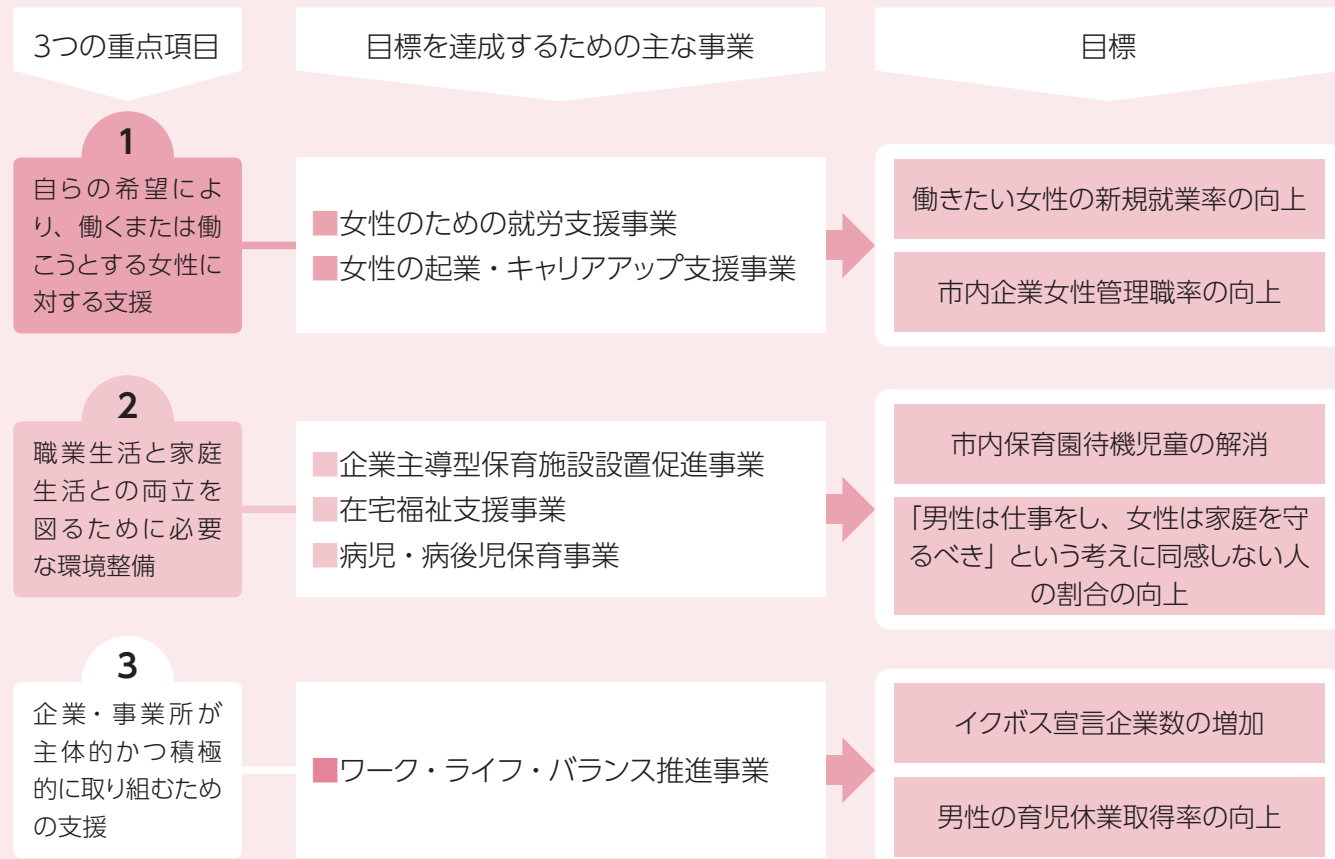 3つの重点項目
目標を達成するための主な事業
目標
1
自らの希望によ
り、働くまたは働
こうとする女性に
対する支援
■女性のための就労支援事業
■女性の起業・キャリアアップ支援事業
働きたい女性の新規就業率の向上
市内企業女性管理職率の向上
2
職業生活と家庭
生活との両立を
図るために必要
な環境整備
■企業主導型保育施設設置促進事業
■在宅福祉支援事業
■病児・病後児保育事業
市内保育園待機児童の解消
「男性は仕事をし、女性は家庭を守
るべき」という考えに同感しない人
の割合の向上
3
企業・事業所が
主体的かつ積極
的に取り組むため
の支援
■ワーク・ライフ・バランス推進事業
イクボス宣言企業数の増加
男性の育児休業取得率の向上